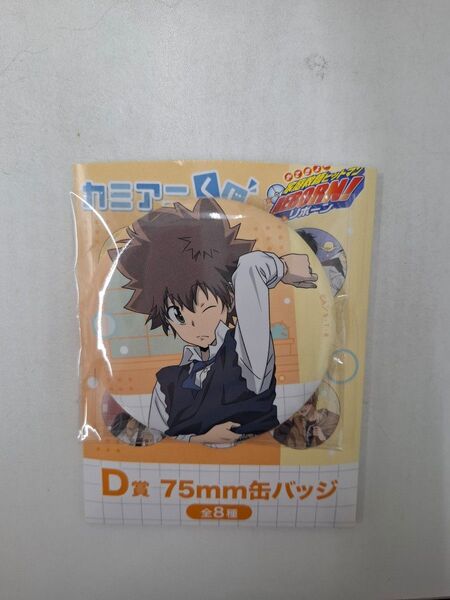 カミアーくじ
家庭教師ヒットマン
REBORN!
リボーン
D賞 75mm缶バッジ
全8種